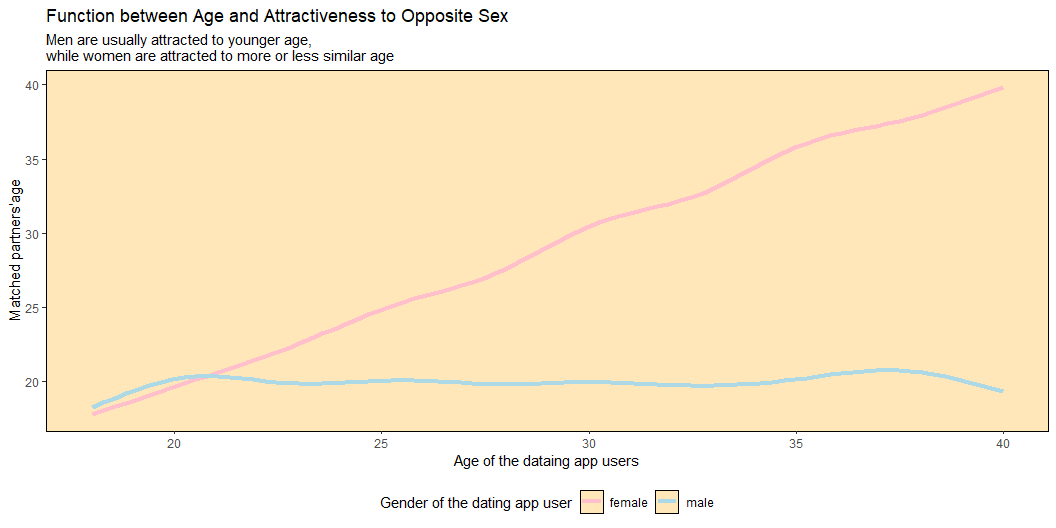 Function between Age and Attractiveness to Opposite Sex
Men are usually attracted to younger age,
while women are attracted to more or less similar age
40
35
30
25
20
Matched partners'age
20 25 30 35 40
Age of the dataing app users
Gender of the dating app user female male